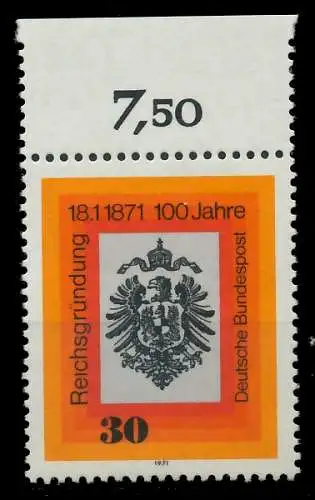 7,50
18.1.1871 100 Jahre
Reichsgründung
Deutsche Bundespost
30
1971